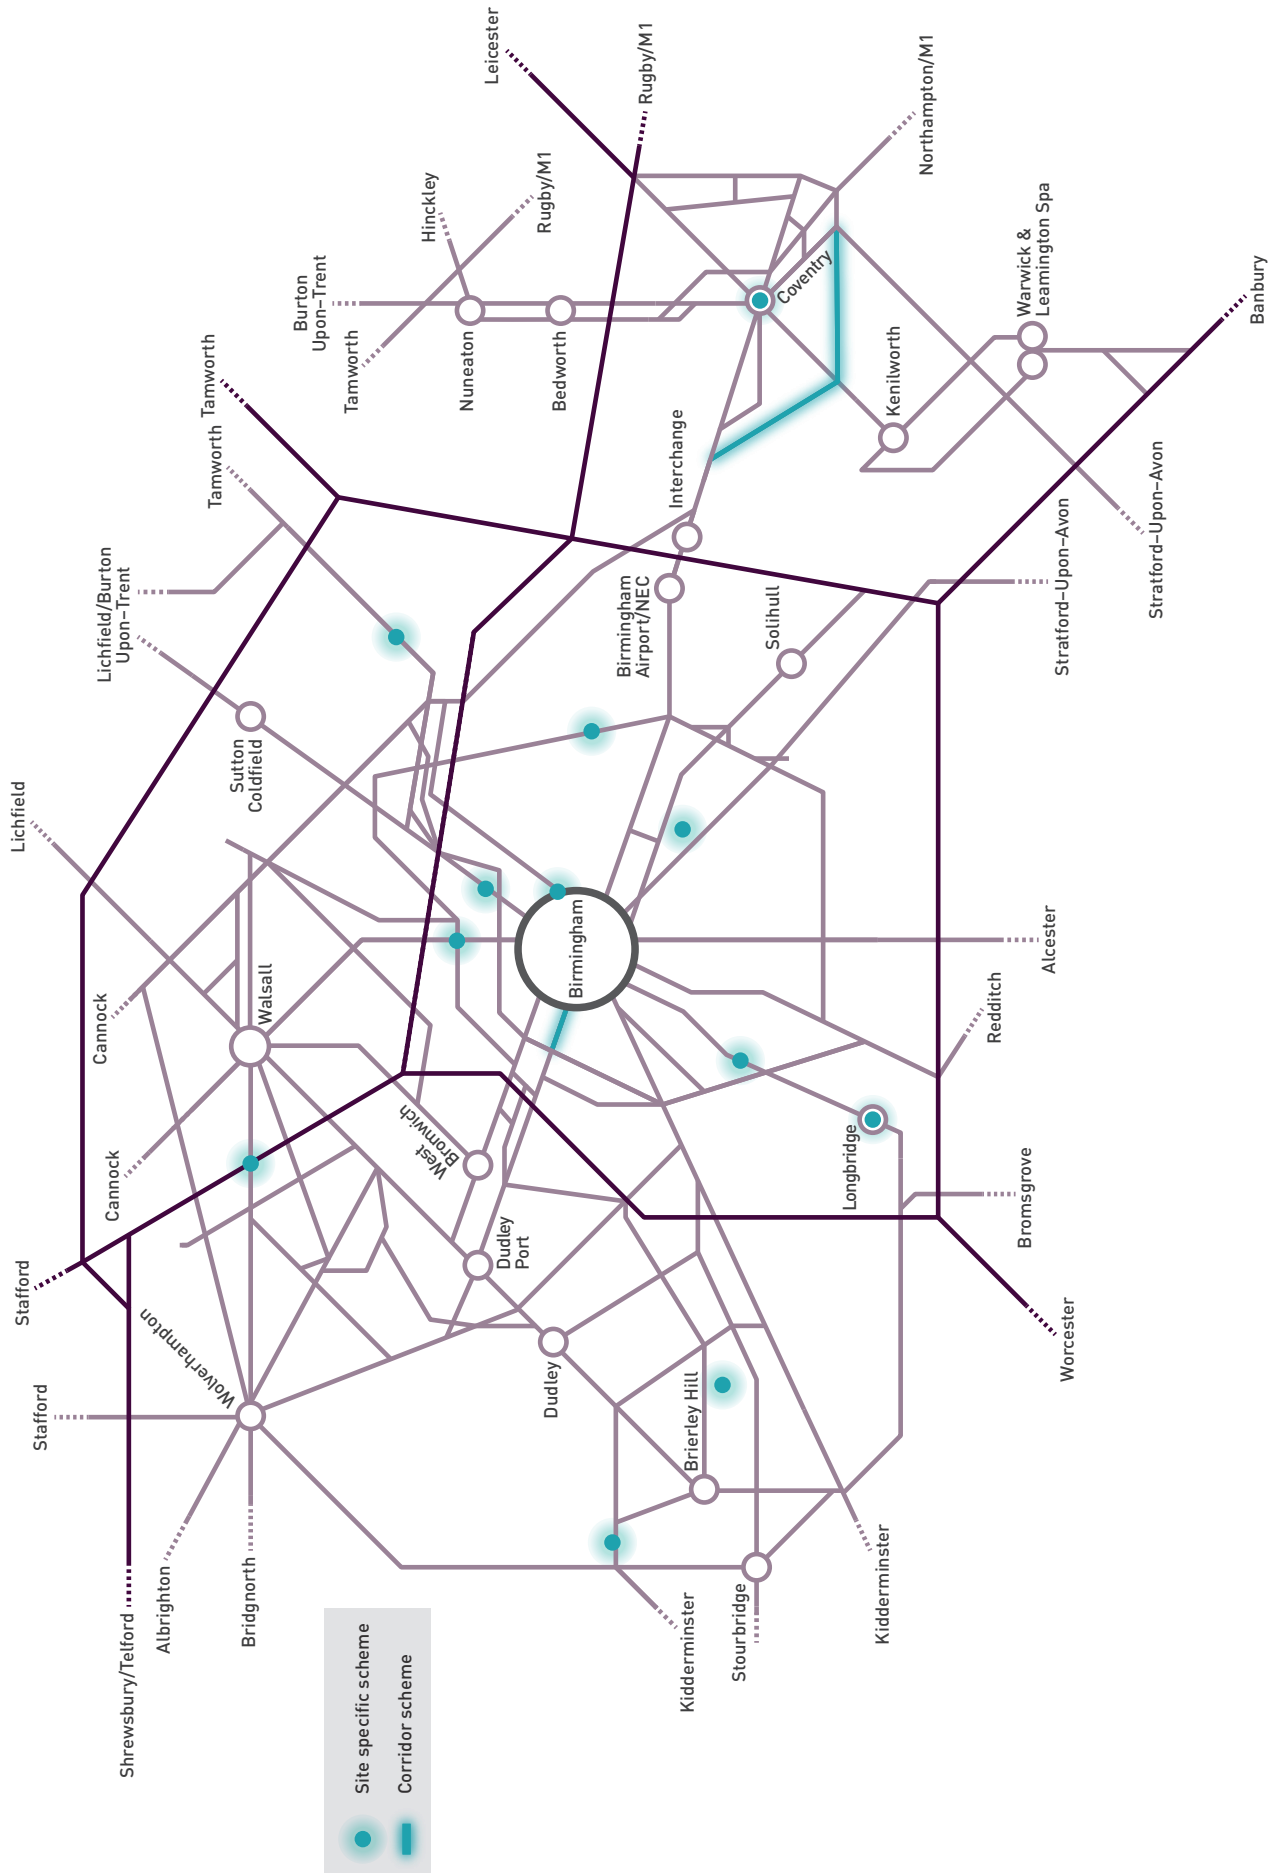 Shrewsbury/Telford
Albrighton
Bridgnorth
Stafford
Stafford
Wolverhampton
Cannock
Cannock
Walsall
Lichfield
Sutton
Coldfield
Lichfield/Burton
Upon–Trent
Tamworth
Tamworth
Burton
Upon–Trent
Tamworth
Nuneaton
Bedworth
Hinckley
Rugby/M1
Leicester
Rugby/M1
Northampton/M1
Coventry
Interchange
Birmingham
Airport/NEC
Solihull
Kenilworth
Warwick &
Leamington Spa
Banbury
Stratford–Upon–Avon
Stratford–Upon–Avon
Birmingham
West
Bromwich
Dudley
Port
Dudley
Brierley Hill
Stourbridge
Kidderminster
Kidderminster
Longbridge
Alcester
Redditch
Bromsgrove
Worcester
Site specific scheme
Corridor scheme